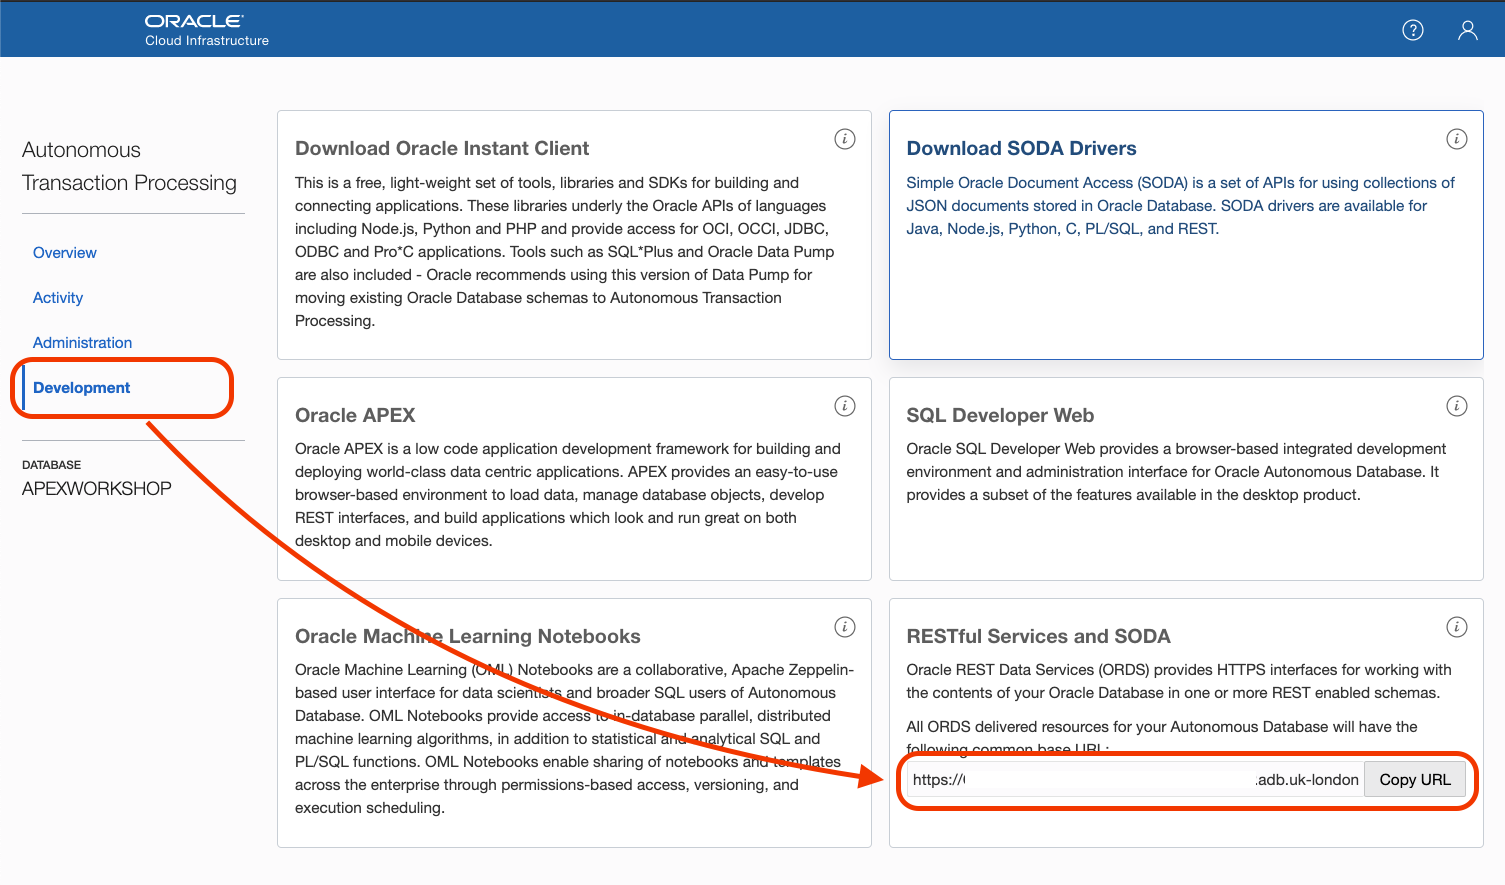 ORACLE
Cloud Infrastructure
Autonomous
Transaction Processing
Overview
Activity
Administration
Development
DATABASE
APEXWORKSHOP
Download Oracle Instant Client
This is a free, light-weight set of tools, libraries and SDKs for building and
connecting applications. These libraries underly the Oracle APIs of languages
including Node.js, Python and PHP and provide access for OCI, OCCI, JDBC,
ODBC and Pro*C applications. Tools such as SQL*Plus and Oracle Data Pump
are also included - Oracle recommends using this version of Data Pump for
moving existing Oracle Database schemas to Autonomous Transaction
Processing.
Download SODA Drivers
Simple Oracle Document Access (SODA) is a set of APIs for using collections of
JSON documents stored in Oracle Database. SODA drivers are available for
Java, Node.js, Python, C, PL/SQL, and REST.
Oracle APEX
Oracle APEX is a low code application development framework for building and
deploying world-class data centric applications. APEX provides an easy-to-use
browser-based environment to load data, manage database objects, develop
REST interfaces, and build applications which look and run great on both
desktop and mobile devices.
SQL Developer Web
Oracle SQL Developer Web provides a browser-based integrated development
environment and administration interface for Oracle Autonomous Database. It
provides a subset of the features available in the desktop product.
Oracle Machine Learning Notebooks
Oracle Machine Learning (OML) Notebooks are a collaborative, Apache Zeppelin-
based user interface for data scientists and broader SQL users of Autonomous
Database. OML Notebooks provide access to in-database parallel, distributed
machine learning algorithms, in addition to statistical and analytical SQL and
PL/SQL functions. OML Notebooks enable sharing of notebooks and templates
across the enterprise through permissions-based access, versioning, and
execution scheduling.
RESTful Services and SODA
Oracle REST Data Services (ORDS) provides HTTPS interfaces for working with
the contents of your Oracle Database in one or more REST enabled schemas.
All ORDS delivered resources for your Autonomous Database will have the
following common base URL:
https:// .adb.uk-london
Copy URL